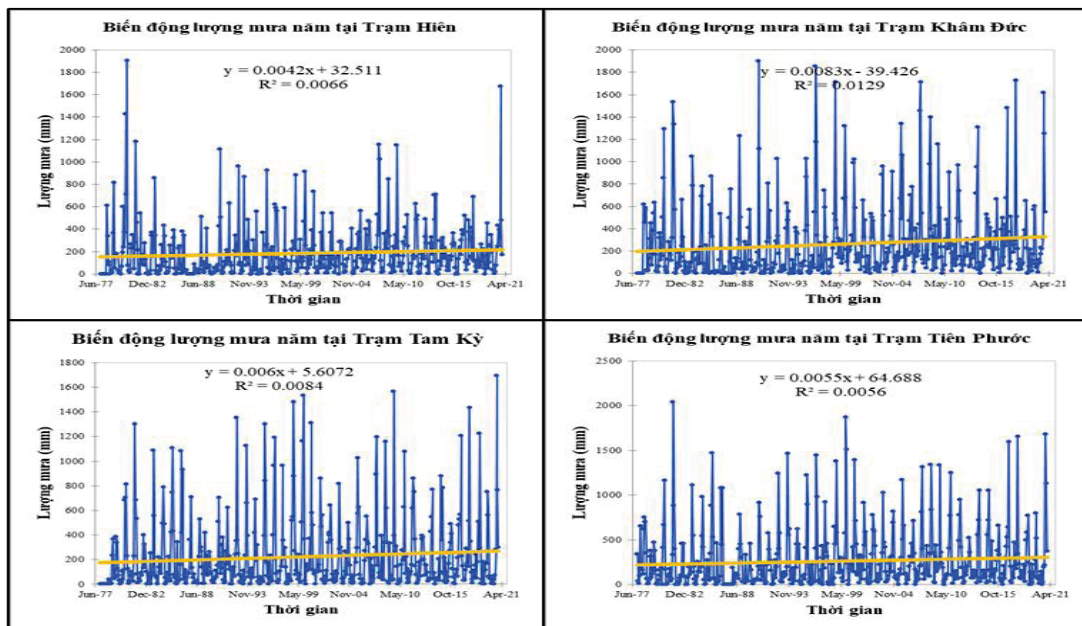 Biến động lượng mưa năm tại Trạm Hiên
y = 0.0042x + 32.511
R² = 0.0066
Lượng mưa (mm)
2000
1800
1600
1400
1200
1000
800
600
400
200
0
Jun-77 Dec-82 Jun-88 Nov-93 May-99 Nov-04 May-10 Oct-15 Apr-21
Thời gian
Biến động lượng mưa năm tại Trạm Khâm Đức
y = 0.0083x - 39.426
R² = 0.0129
Lượng mưa (mm)
2000
1800
1600
1400
1200
1000
800
600
400
200
0
Jun-77 Dec-82 Jun-88 Nov-93 May-99 Nov-04 May-10 Oct-15 Apr-21
Thời gian
Biến động lượng mưa năm tại Trạm Tam Kỳ
y = 0.006x + 5.6072
R² = 0.0084
Lượng mưa (mm)
1800
1600
1400
1200
1000
800
600
400
200
0
Jun-77 Dec-82 Jun-88 Nov-93 May-99 Nov-04 May-10 Oct-15 Apr-21
Thời gian
Biến động lượng mưa năm tại Trạm Tiên Phước
y = 0.0055x + 64.688
R² = 0.0056
Lượng mưa (mm)
2500
2000
1500
1000
500
0
Jun-77 Dec-82 Jun-88 Nov-93 May-99 Nov-04 May-10 Oct-15 Apr-21
Thời gian